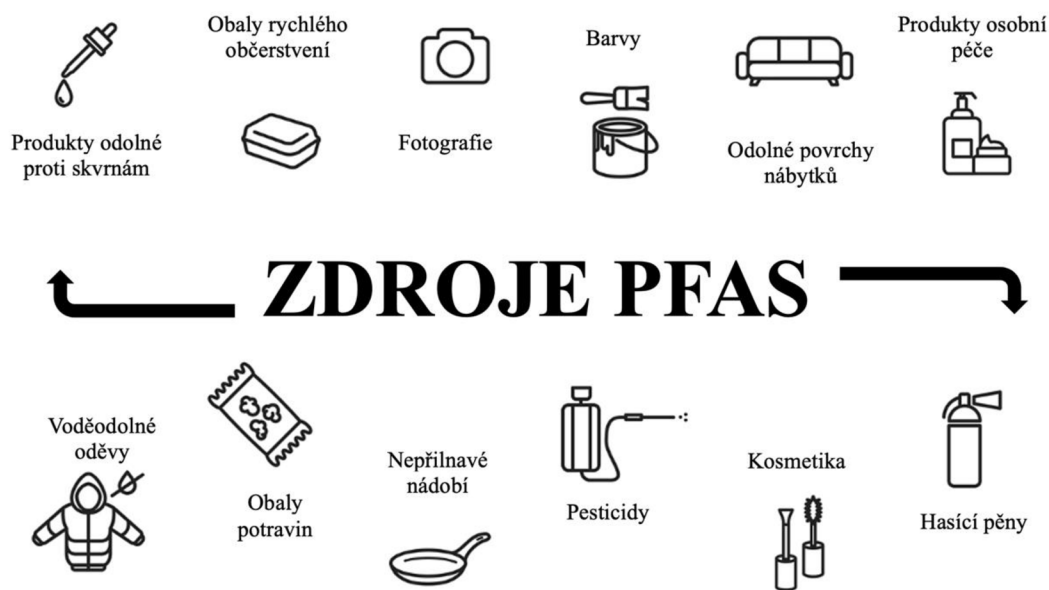 Obaly rychlého
občerstvení
Barvy
Produkty osobní
péče
Produkty odolné
proti skvrnám
Fotografie
Odolné povrchy
nábytků
ZDROJE PFAS
Voděodolné
oděvy
Obaly
potravin
Nepřilnavé
nádobí
Pesticidy
Kosmetika
Hasící pěny